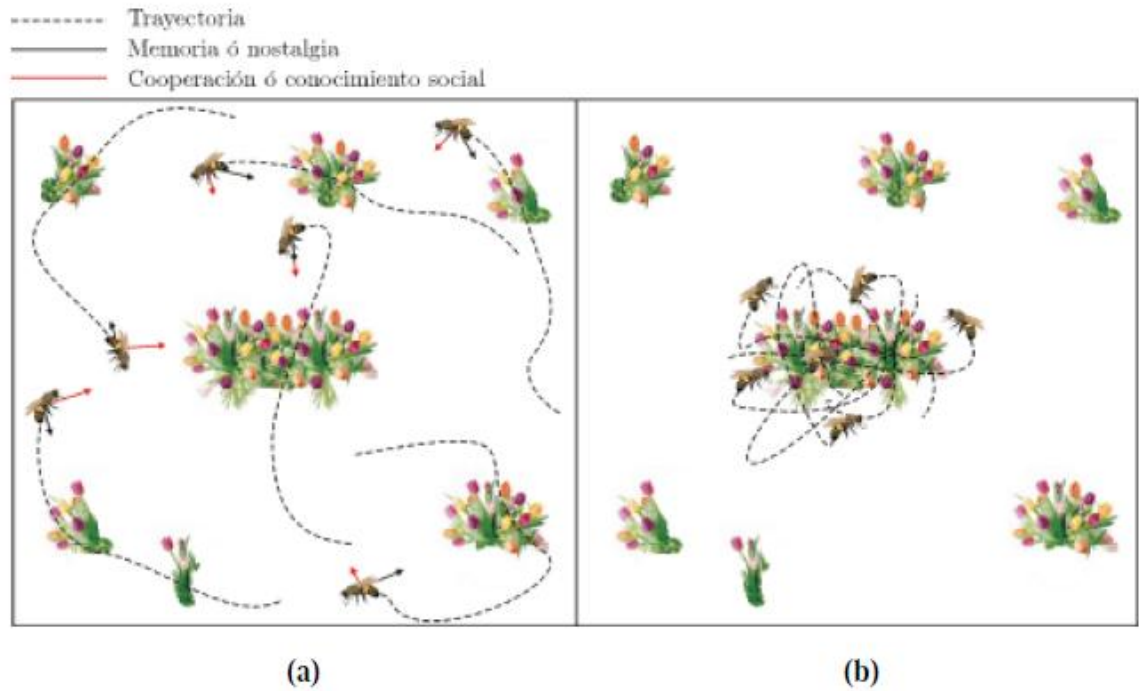 Trayectoria
Memoria ó nostalgia
Cooperación ó conocimiento social
(a)
(b)